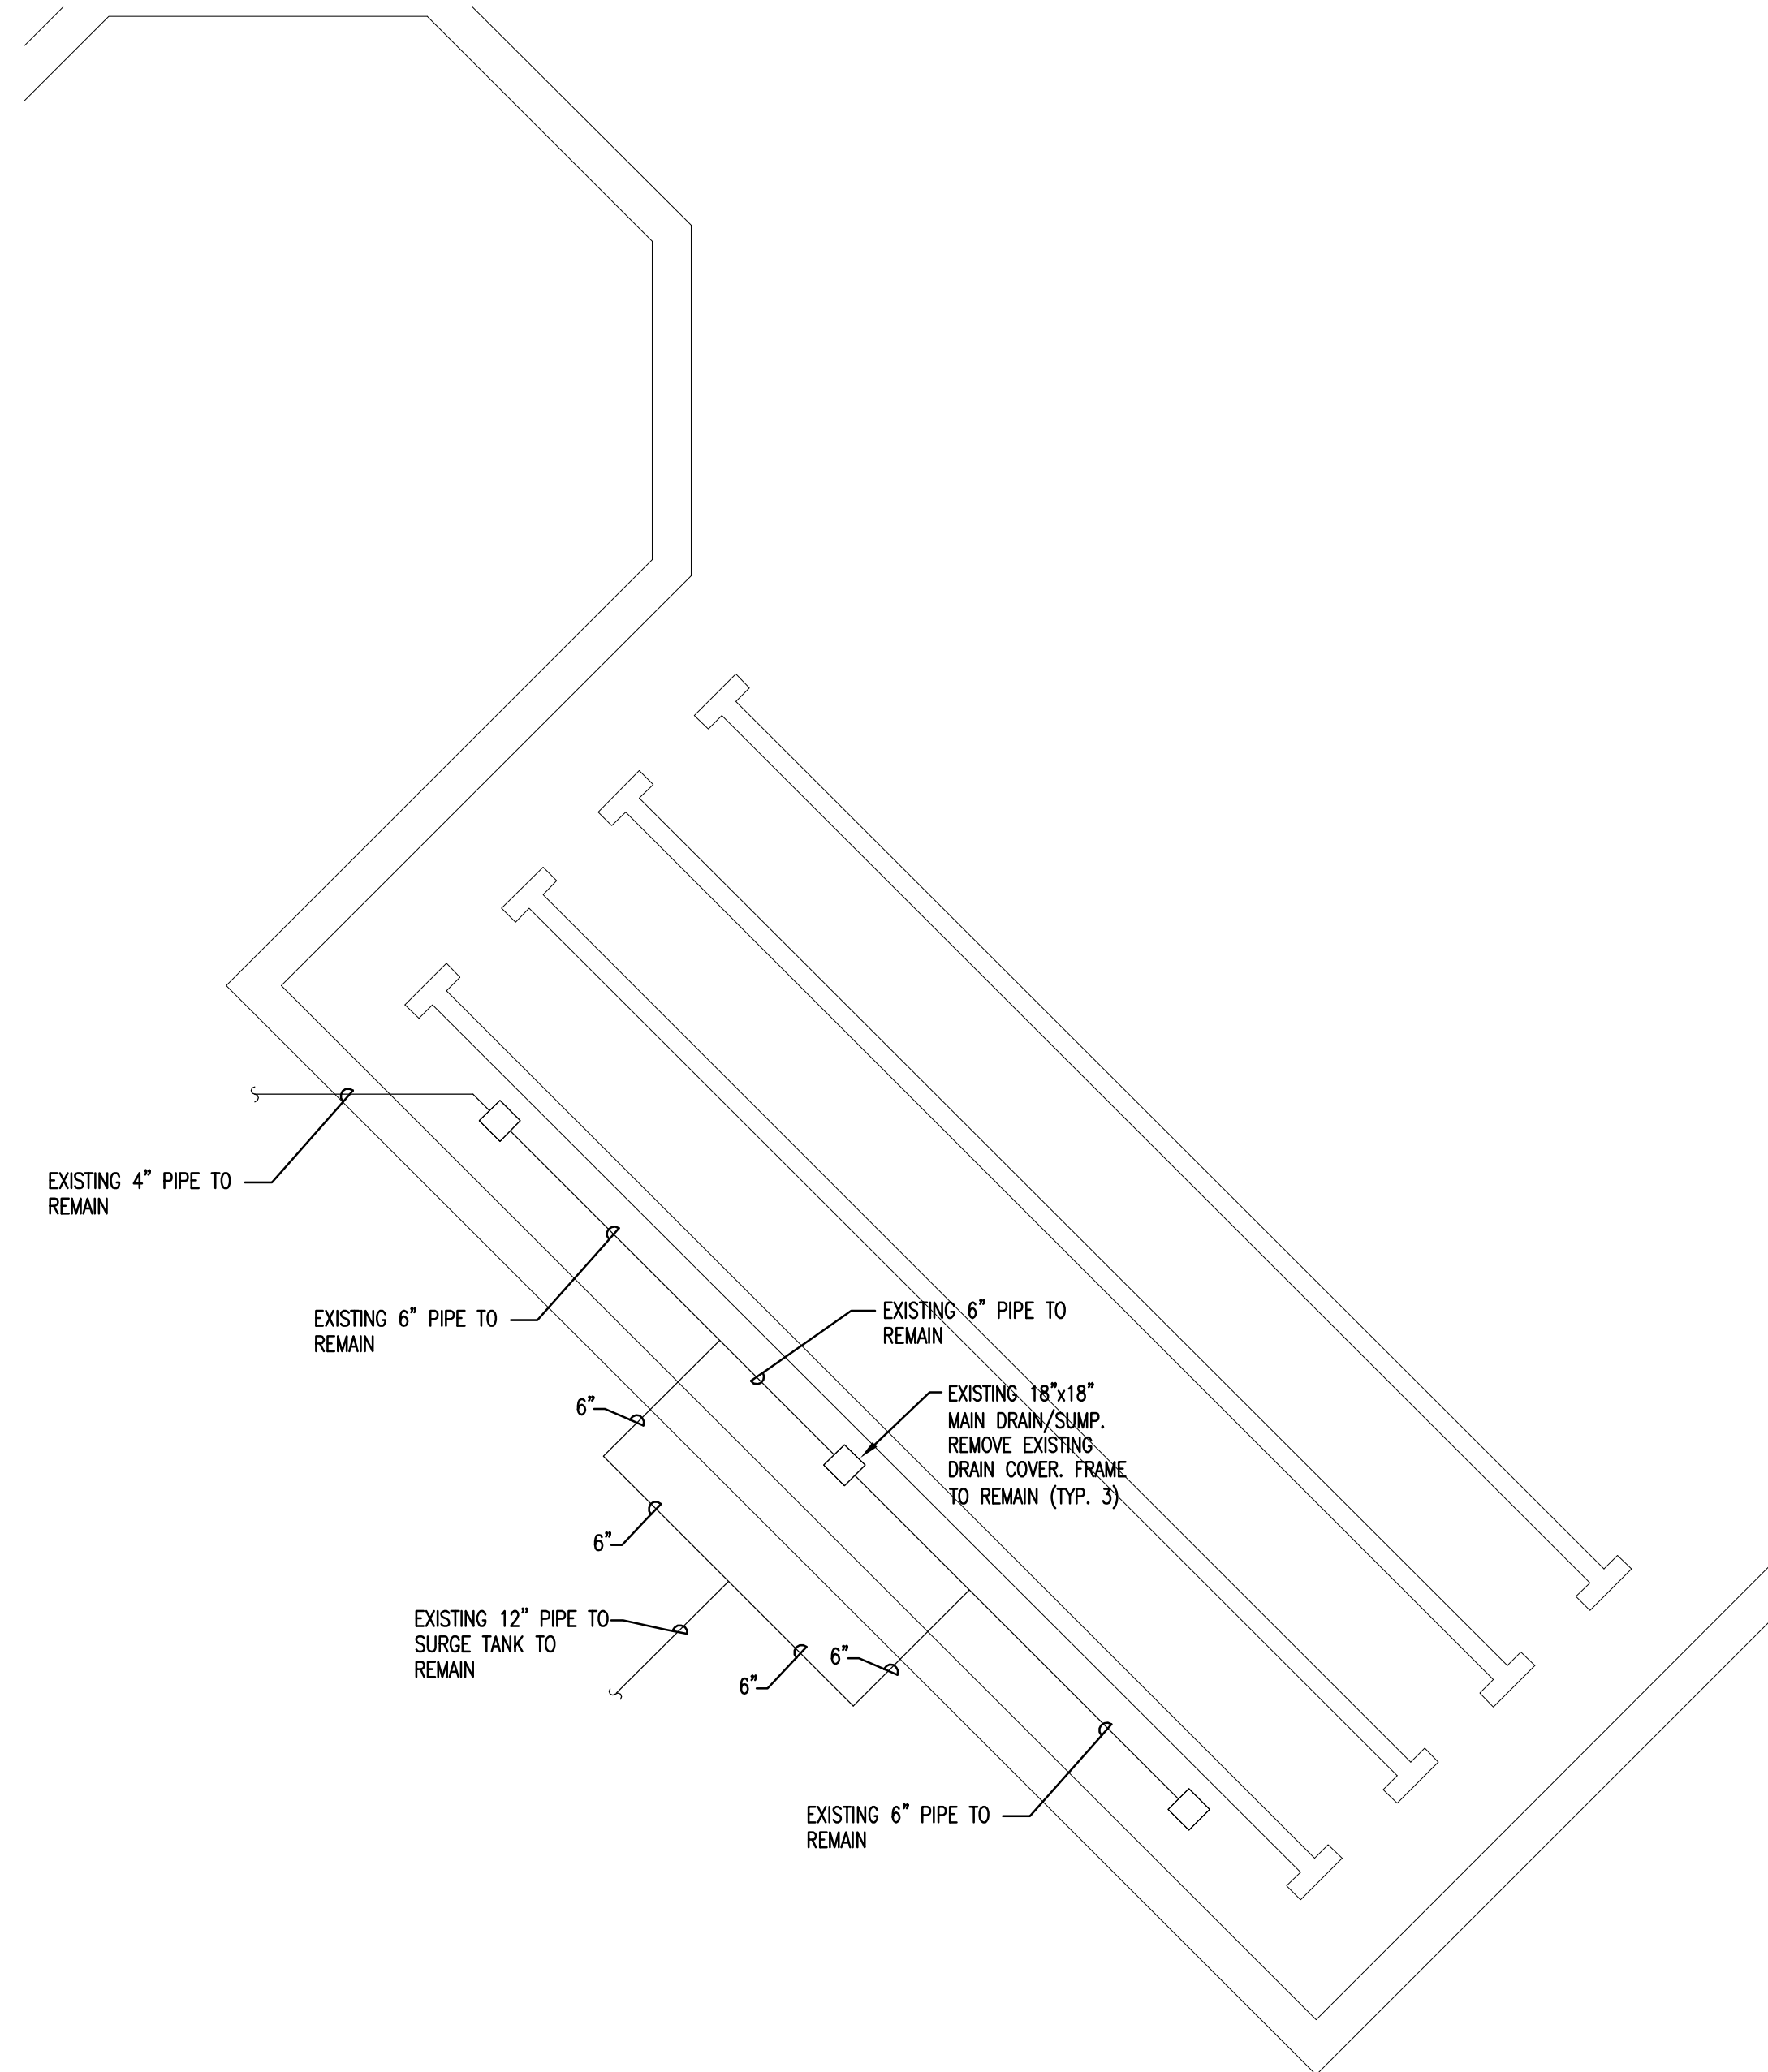 EXISTING 4” PIPE TO
REMAIN
EXISTING 6” PIPE TO
REMAIN
EXISTING 6” PIPE TO
REMAIN
EXISTING 18”x18”
MAIN DRAIN/SUMP.
REMOVE EXISTING
DRAIN COVER. FRAME
TO REMAIN (TYP. 3)
6”
6”
EXISTING 12” PIPE TO
SURGE TANK TO
REMAIN
6”
6”
EXISTING 6” PIPE TO
REMAIN